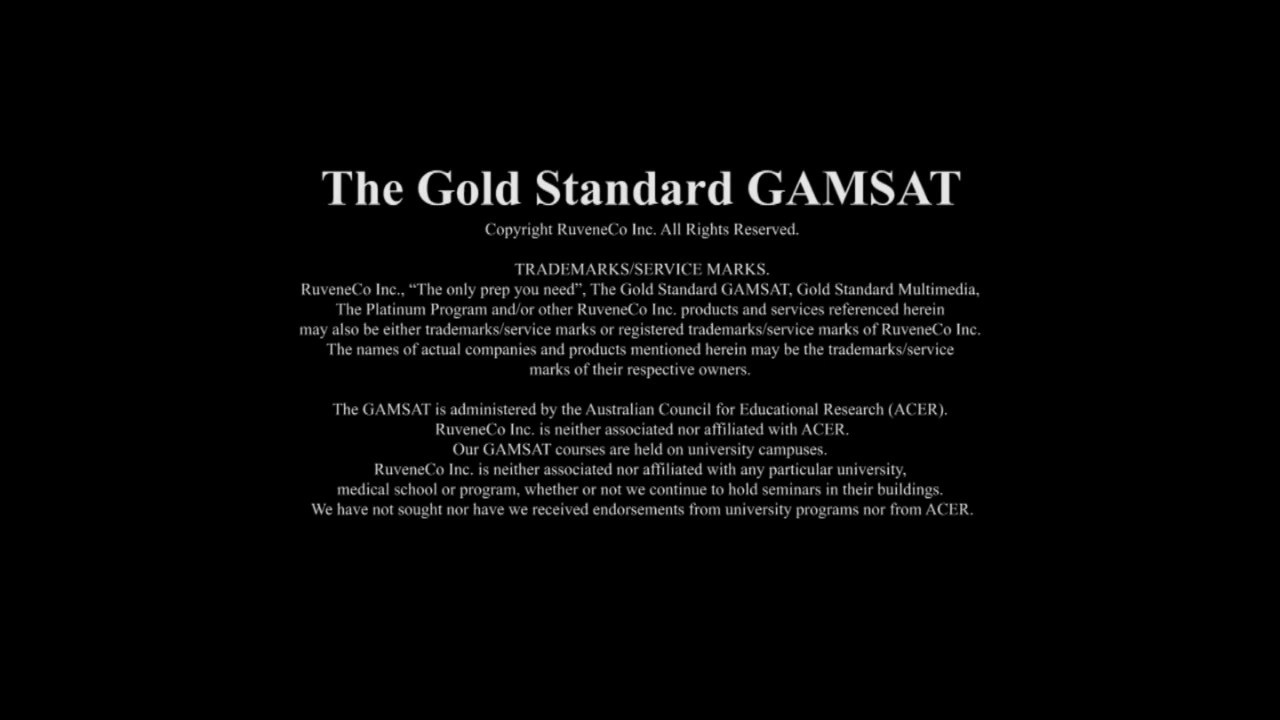 The Gold Standard GAMSAT
Copyright RuveneCo Inc. All Rights Reserved.
TRADEMARKS/SERVICE MARKS.
RuveneCo Inc., “The only prep you need”, The Gold Standard GAMSAT, Gold Standard Multimedia,
The Platinum Program and/or other RuveneCo Inc. products and services referenced herein
may also be either trademarks/service marks or registered trademarks/service marks of RuveneCo Inc.
The names of actual companies and products mentioned herein may be the trademarks/service
marks of their respective owners.
The GAMSAT is administered by the Australian Council for Educational Research (ACER).
RuveneCo Inc. is neither associated nor affiliated with ACER.
Our GAMSAT courses are held on university campuses.
RuveneCo Inc. is neither associated nor affiliated with any particular university,
medical school or program, whether or not we continue to hold seminars in their buildings.
We have not sought nor have we received endorsements from university programs nor from ACER.